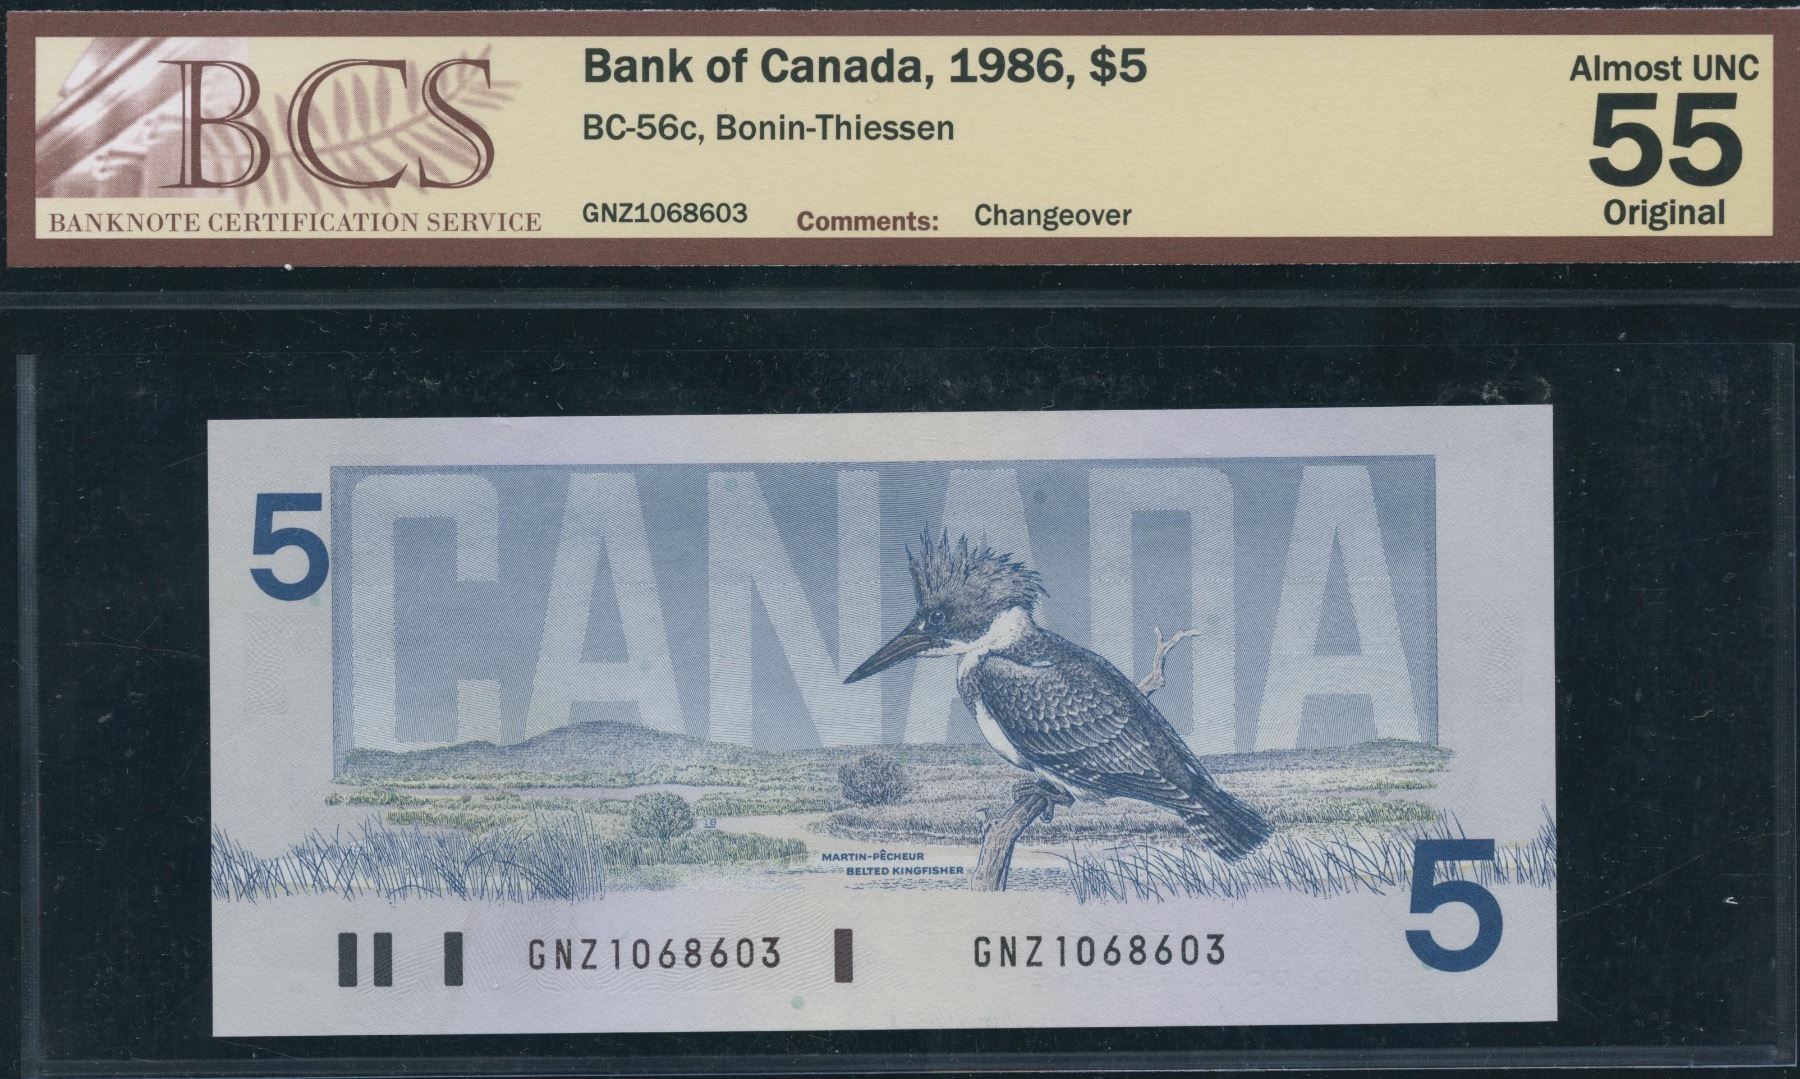 BCS
BANKNOTE CERTIFICATION SERVICE
Bank of Canada, 1986, $5
BC-56c, Bonin-Thiessen
GNZ1068603 Comments: Changeover
Almost UNC
55
Original
5
CANADA
18
MARTIN-PÊCHEUR
BELTED KINGFISHER
5
GNZ1068603 GNZ1068603